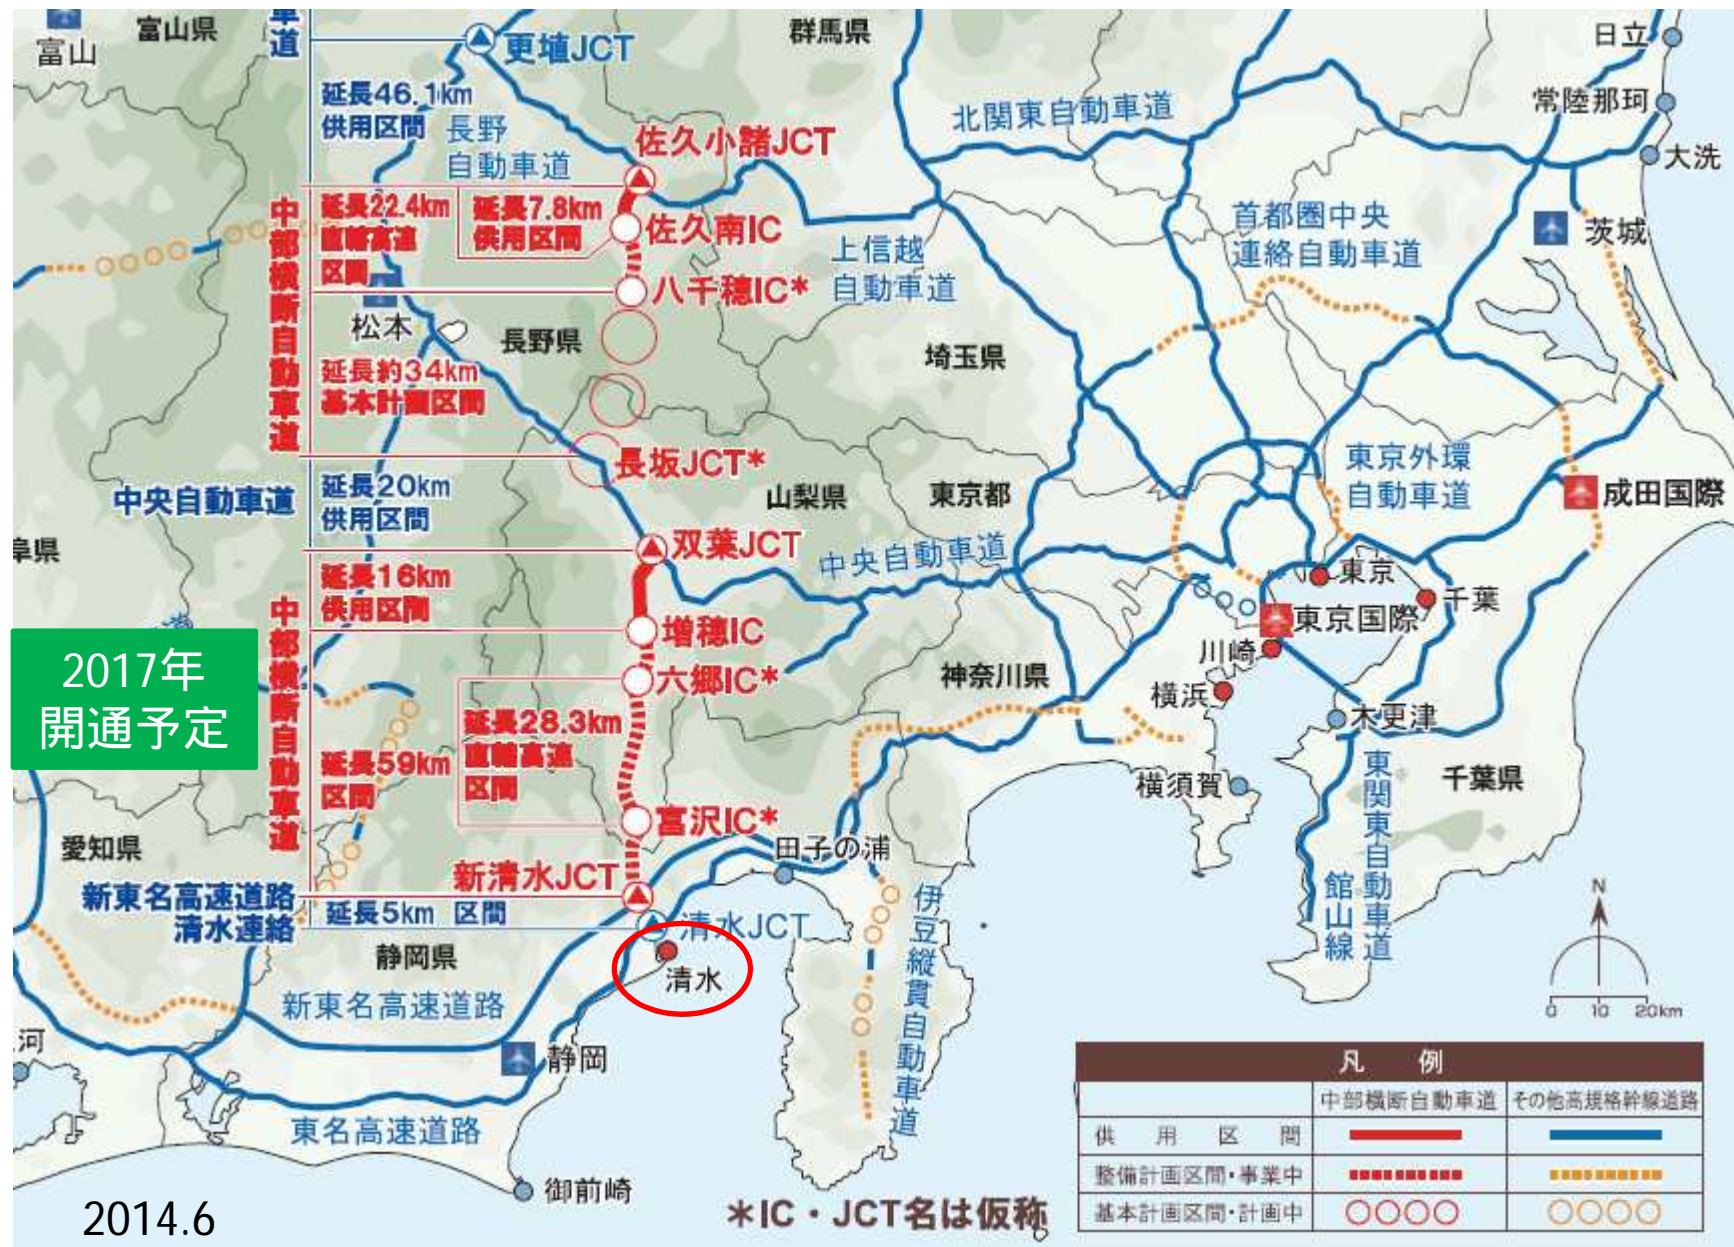 富山
富山県
車道
更埴JCT
群馬県
日立
常陸那珂
大洗
延長46.1km
供用区間
長野
自動車道
北関東自動車道
佐久小諸JCT
中部横断自動車道
延長22.4km
直轄高速
区間
延長7.8km
供用区間
佐久南IC
上信越
自動車道
首都圏中央
連絡自動車道
茨城
八千穂IC*
松本
長野県
埼玉県
延長約34km
基本計画区間
長坂JCT*
中央自動車道
延長20km
供用区間
山梨県
東京都
東京外環
自動車道
成田国際
阜県
双葉JCT
中央自動車道
延長16km
供用区間
東京
千葉
東京国際
中部横断自動車道
増穂IC
川崎
2017年
開通予定
道
六郷IC*
神奈川県
横浜
木更津
延長28.3km
直轄高速
区間
延長59km
区間
横須賀
東関東自動車道
館山線
千葉県
富沢IC*
愛知県
田子の浦
新清水JCT
新東名高速道路
清水連絡
延長5km 区間
清水JCT
伊豆縦貫自動車道
静岡県
清水
新東名高速道路
N
0 10 20km
河
静岡
東名高速道路
御前崎
2014.6
*IC・JCT名は仮称
凡 例
中部横断自動車道 その他高規格幹線道路
供用区間
整備計画区間・事業中
基本計画区間・計画中